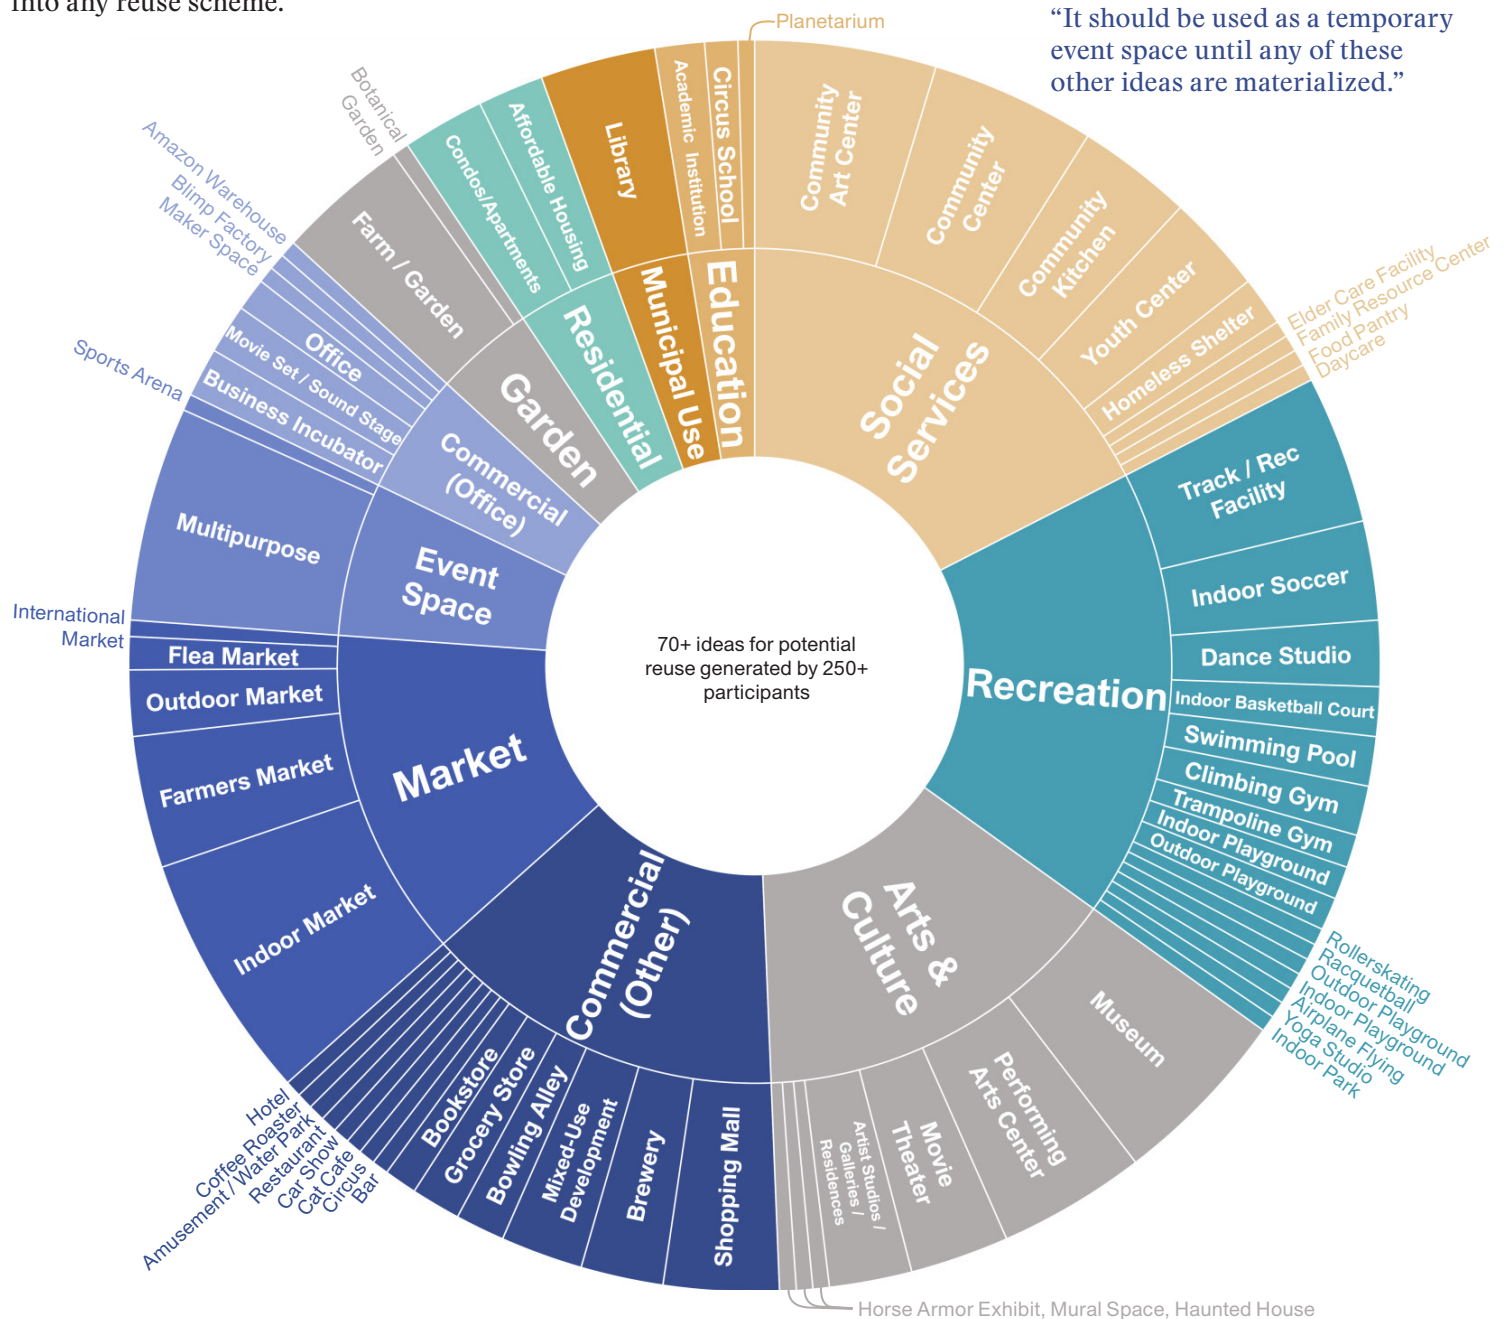 into any reuse scheme.
“It should be used as a temporary
event space until any of these
other ideas are materialized.”
70+ ideas for potential
reuse generated by 250+
participants
Social
Services
Community
Art Center
Community
Center
Community
Kitchen
Youth Center
Homeless Shelter
Elder Care Facility
Family Resource Center
Food Pantry
Daycare
Recreation
Track / Rec
Facility
Indoor Soccer
Dance Studio
Indoor Basketball Court
Swimming Pool
Climbing Gym
Trampoline Gym
Indoor Playground
Outdoor Playground
Rollerskating
Racquetball
Outdoor Playground
Indoor Playground
Airplane Flying
Yoga Studio
Indoor Park
Arts &
Culture
Museum
Performing
Arts Center
Movie
Theater
Artist Studios /
Galleries /
Residences
Horse Armor Exhibit, Mural Space, Haunted House
Commercial
(Other)
Shopping Mall
Brewery
Mixed-Use
Development
Bowling Alley
Grocery Store
Bookstore
Bar
Circus
Cat Cafe
Car Show
Restaurant
Amusement / Water Park
Coffee Roaster
Hotel
Market
Indoor Market
Farmers Market
Outdoor Market
Flea Market
International
Market
Event
Space
Multipurpose
Sports Arena
Commercial
(Office)
Business Incubator
Movie Set / Sound Stage
Office
Maker Space
Blimp Factory
Amazon Warehouse
Garden
Farm / Garden
Botanical
Garden
Residential
Condos/Apartments
Affordable Housing
Municipal Use
Library
Education
Academic Institution
Circus School
Planetarium